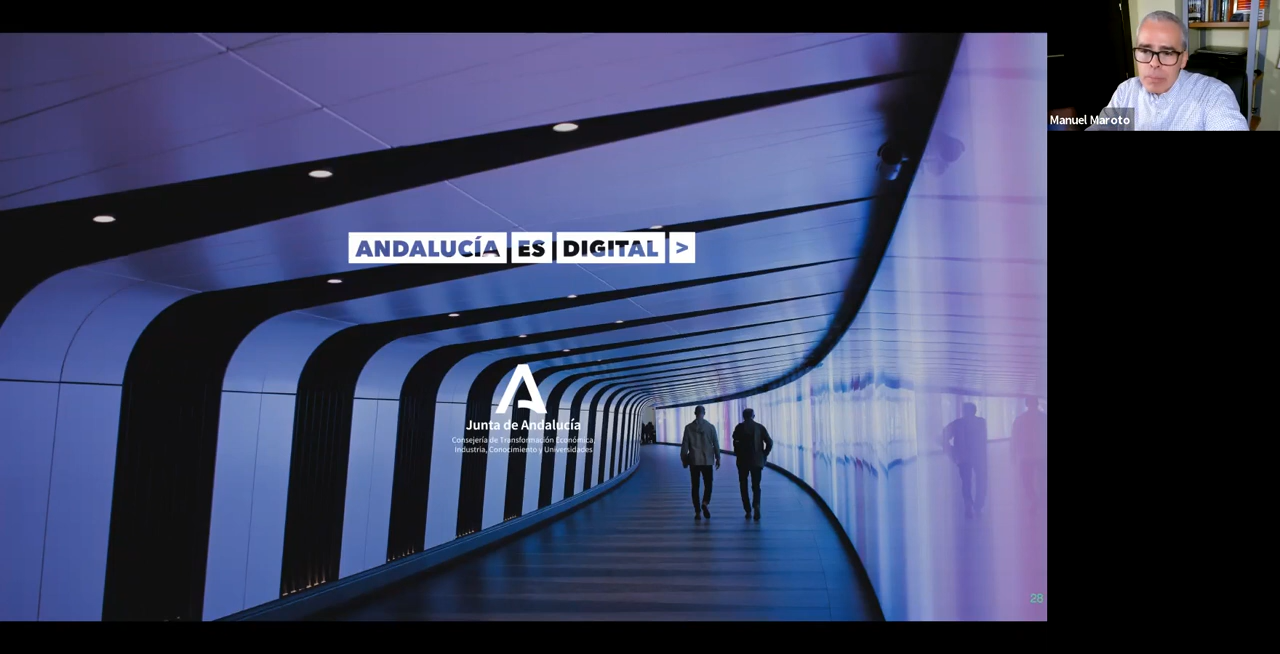 Manuel Maroto
ANDALUCÍA ES DIGITAL >
Junta de Andalucía
Consejería de Transformación Económica,
Industria, Conocimiento y Universidades
28